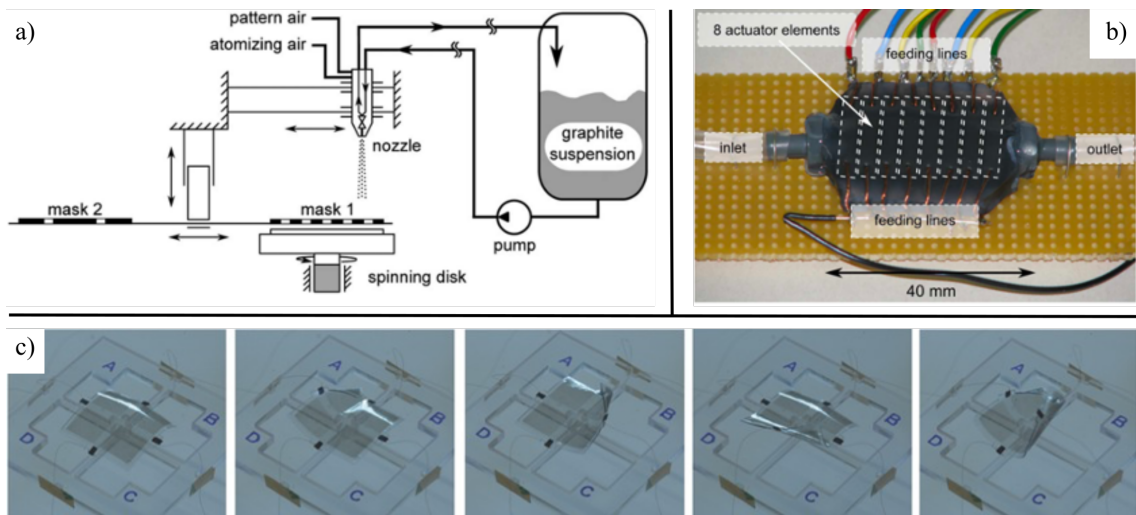 a)
pattern air
atomizing air
nozzle
graphite
suspension
mask 2
mask 1
pump
spinning disk
b)
8 actuator elements
feeding lines
inlet
outlet
feeding lines
40 mm
c)
A
B
D
C
A
B
D
C
A
B
D
C
A
B
D
C
A
B
D
C